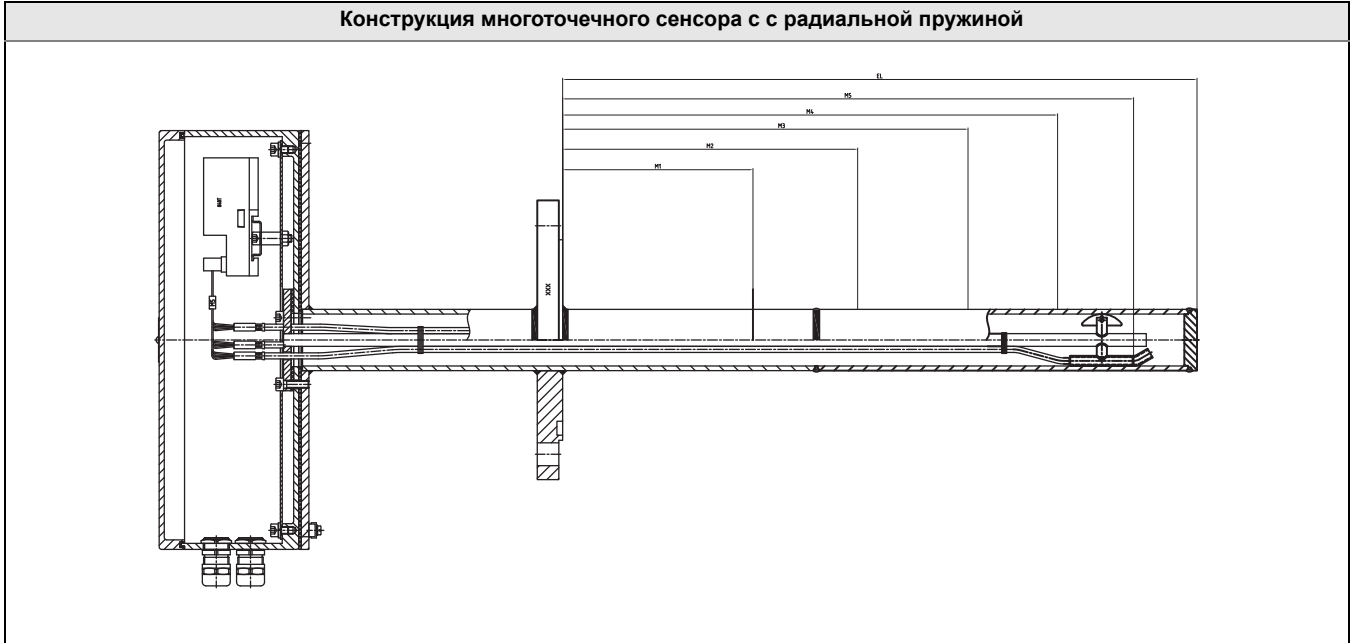 Конструкция многоточечного сенсора с с радиальной пружиной
EL
M5
M4
M3
M2
M1
XXX